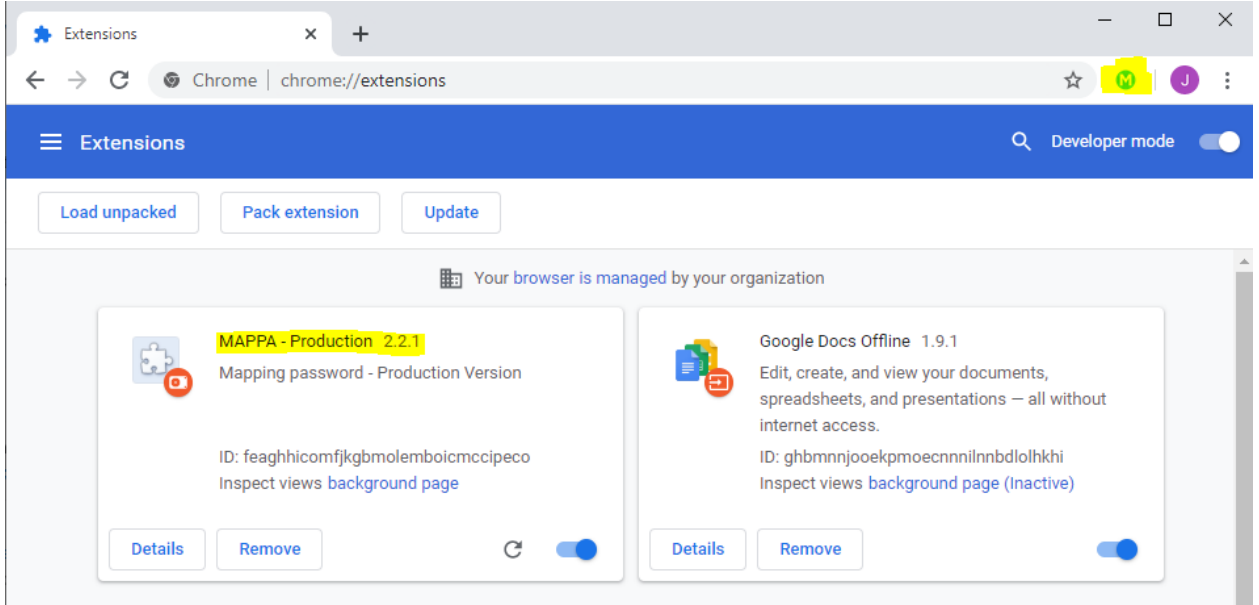 Extensions
Chrome | chrome://extensions
M
J
Extensions
Developer mode
Load unpacked
Pack extension
Update
Your browser is managed by your organization
MAPPA - Production 2.2.1
Mapping password - Production Version
ID: feaghhicomfjkgbmolemboicmccipeco
Inspect views background page
Details
Remove
Google Docs Offline 1.9.1
Edit, create, and view your documents,
spreadsheets, and presentations — all without
internet access.
ID: ghbmnnjooekpmoecnnnilnnbdlolhkhi
Inspect views background page (Inactive)
Details
Remove